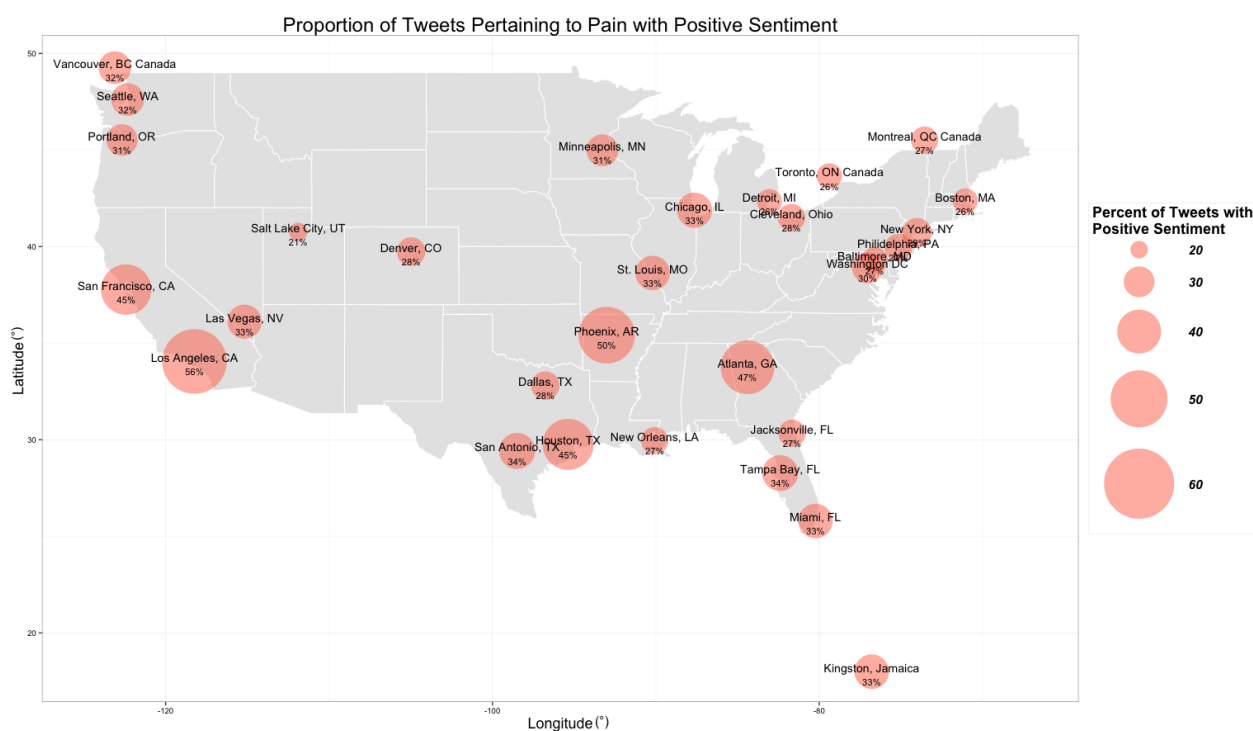 Proportion of Tweets Pertaining to Pain with Positive Sentiment
50
40
30
20
Latitude(°)
-120
-100
-80
Longitude(°)
Vancouver, BC Canada
32%
Seattle, WA
32%
Portland, OR
31%
Minneapolis, MN
31%
Montreal, QC Canada
27%
Toronto, ON Canada
26%
Detroit, MI
26%
Boston, MA
26%
Chicago, IL
33%
Cleveland, Ohio
28%
Salt Lake City, UT
21%
New York, NY
Denver, CO
28%
Philidelphia, PA
Baltimore, MD
27%
Washington DC
30%
St. Louis, MO
33%
San Francisco, CA
45%
Las Vegas, NV
33%
Phoenix, AR
50%
Los Angeles, CA
56%
Atlanta, GA
47%
Dallas, TX
28%
Jacksonville, FL
27%
San Antonio, TX
34%
Houston, TX
45%
New Orleans, LA
27%
Tampa Bay, FL
34%
Miami, FL
33%
Kingston, Jamaica
33%
Percent of Tweets with
Positive Sentiment
20
30
40
50
60